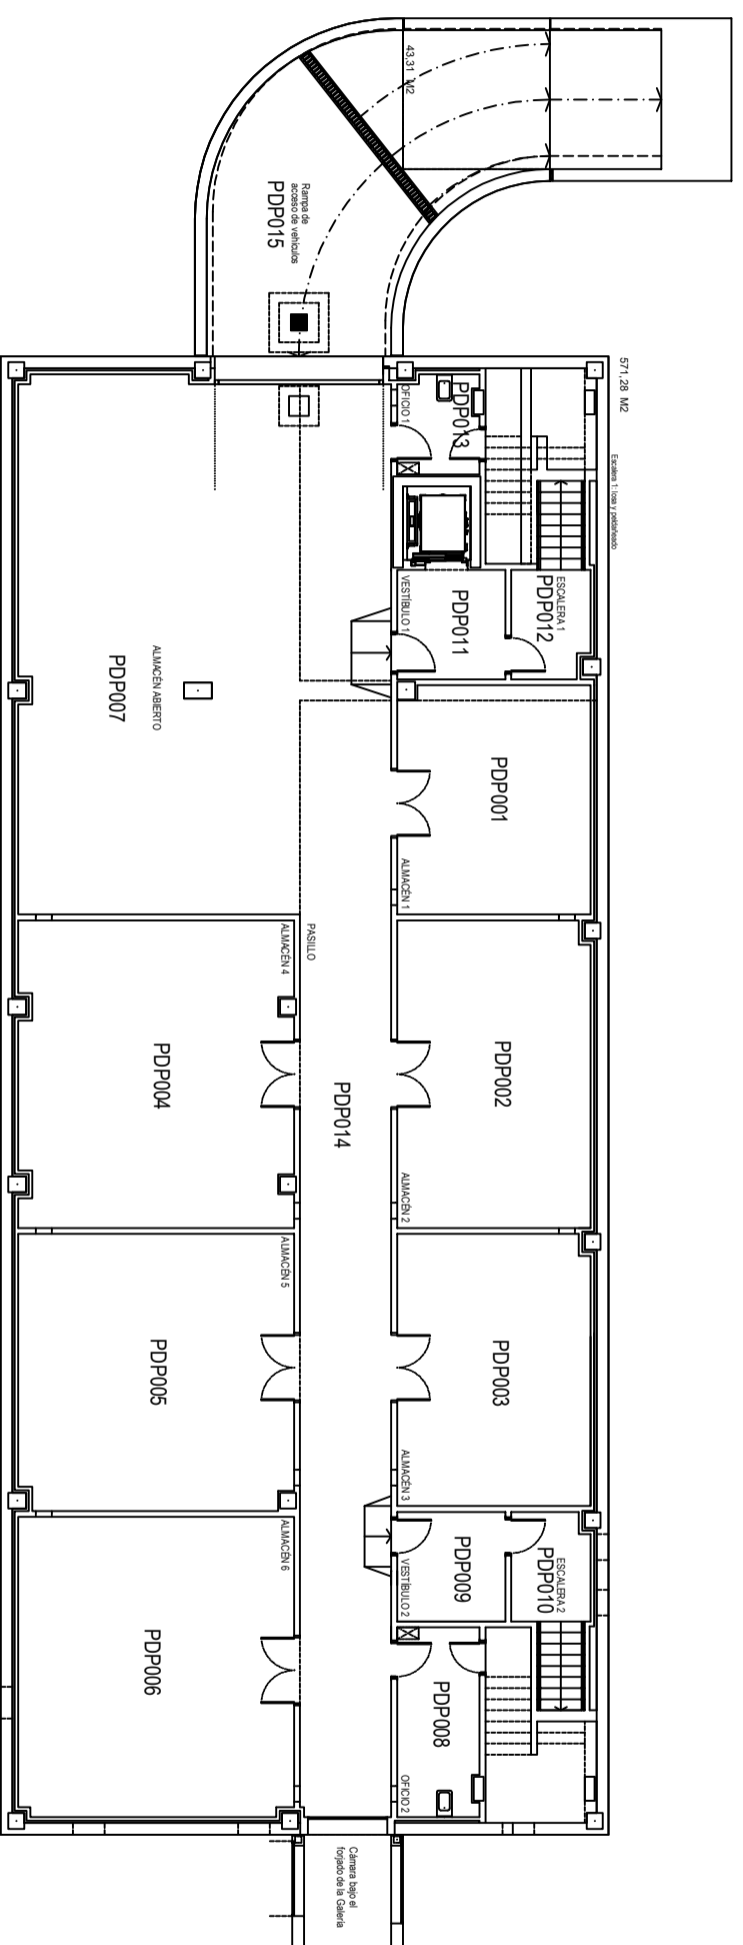 43,31 M2
Rampa de
acceso de vehículos
PDP015
571,28 M2
Escalera 1: losa y peldañeado
OFICIO 1
PDP013
ESCALERA 1
PDP012
VESTÍBULO 1
PDP011
ALMACÉN ABIERTO
PDP007
PDP001
ALMACÉN 1
PASILLO
PDP014
ALMACÉN 4
PDP004
PDP002
ALMACÉN 2
ALMACÉN 5
PDP005
PDP003
ALMACÉN 3
ALMACÉN 6
PDP006
VESTÍBULO 2
PDP009
ESCALERA 2
PDP010
PDP008
OFICIO 2
Cámara bajo el
forjado de la Galería